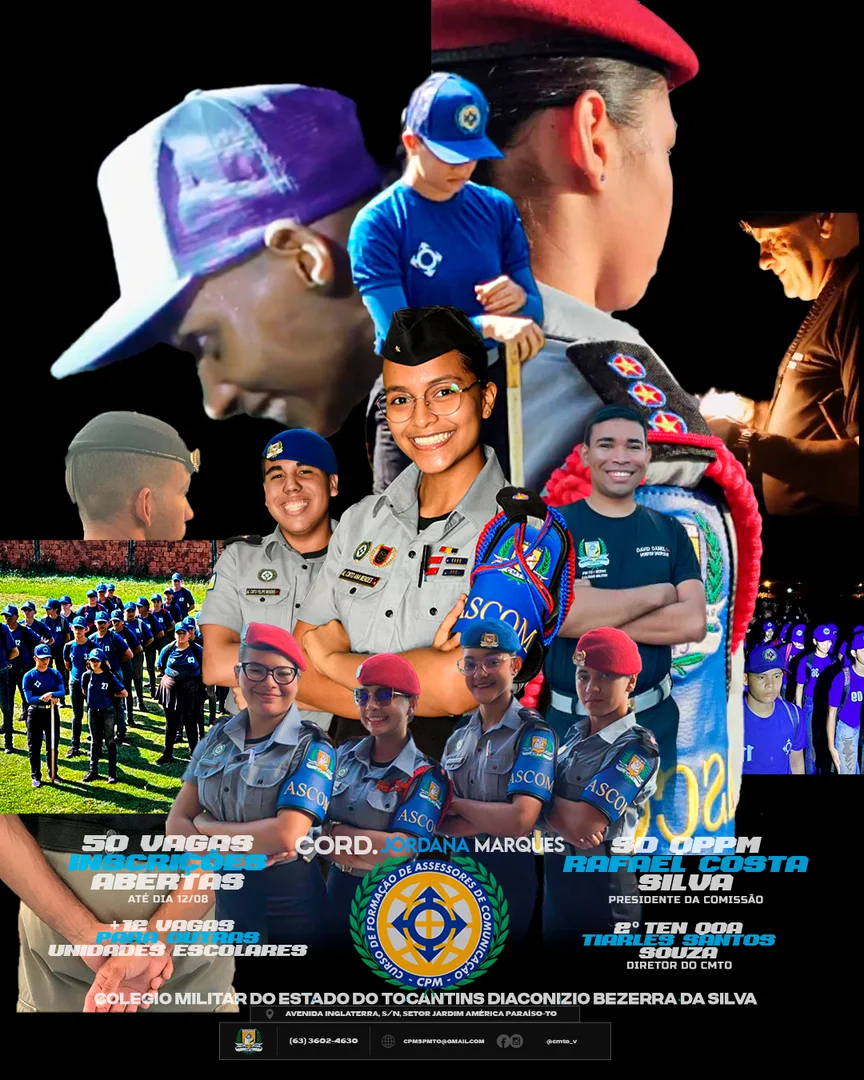 ASCOM
ASCOM
ASCOM
ASCOM
ASCOM
50 VAGAS
INSCRIÇÕES
ABERTAS
ATÉ DIA 12/08
+12 VAGAS
PARA OUTRAS
UNIDADES ESCOLARES
CORD. JORDANA MARQUES
SD QPPM
RAFAEL COSTA
SILVA
PRESIDENTE DA COMISSÃO
2º TEN QOA
TIARLES SANTOS
SOUZA
DIRETOR DO CMTO
CURSO DE FORMAÇÃO DE ASSESSORES DE COMUNICAÇÃO
- CPM -
COLEGIO MILITAR DO ESTADO DO TOCANTINS DIACONIZIO BEZERRA DA SILVA
AVENIDA INGLATERRA, S/N, SETOR JARDIM AMÉRICA PARAÍSO-TO
(63) 3602-4630
CPM5PMTO@GMAIL.COM
@cmto_v